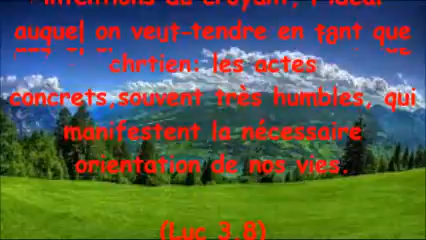 intentions du croyant, l'idéal
auquel on veut tendre en tant que
chrtien: les actes
concrets,souvent très humbles, qui
manifestent la nécessaire
orientation de nos vies.
(Luc 3,8)